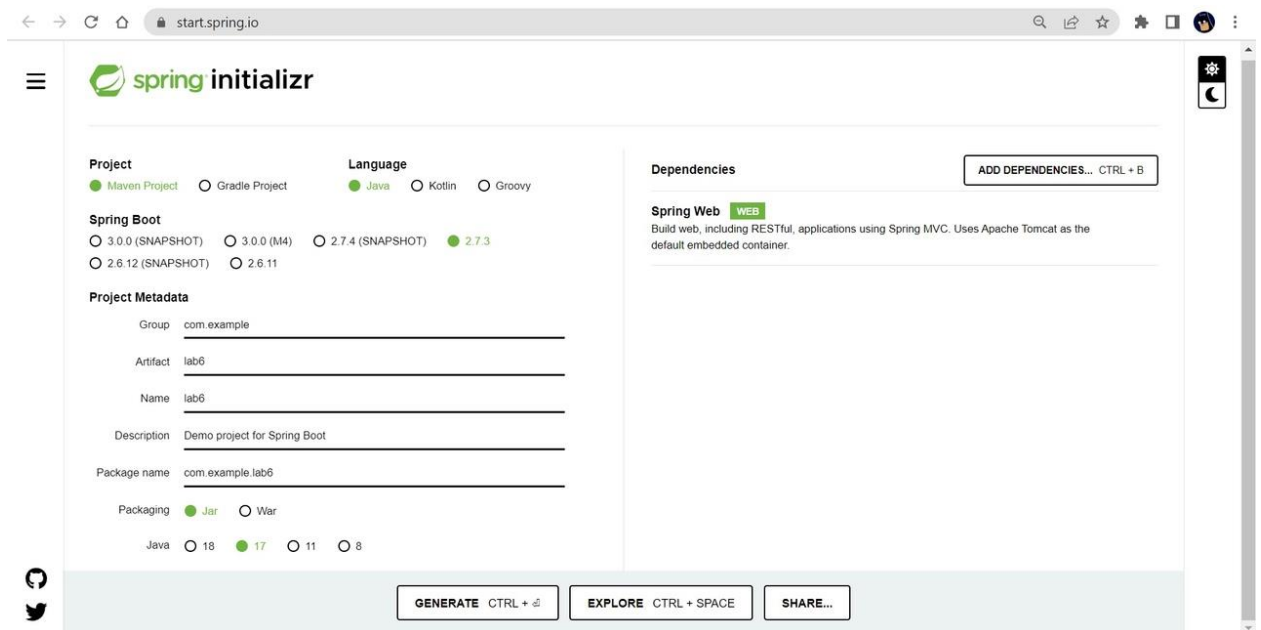 start.spring.io
spring initializr
Project
Maven Project Gradle Project
Language
Java Kotlin Groovy
Spring Boot
3.0.0 (SNAPSHOT) 3.0.0 (M4) 2.7.4 (SNAPSHOT) 2.7.3
2.6.12 (SNAPSHOT) 2.6.11
Project Metadata
Group com.example
Artifact lab6
Name lab6
Description Demo project for Spring Boot
Package name com.example.lab6
Packaging Jar War
Java 18 17 11 8
Dependencies
ADD DEPENDENCIES... CTRL + B
Spring Web WEB
Build web, including RESTful, applications using Spring MVC. Uses Apache Tomcat as the
default embedded container.
GENERATE CTRL + ⏎ EXPLORE CTRL + SPACE SHARE...